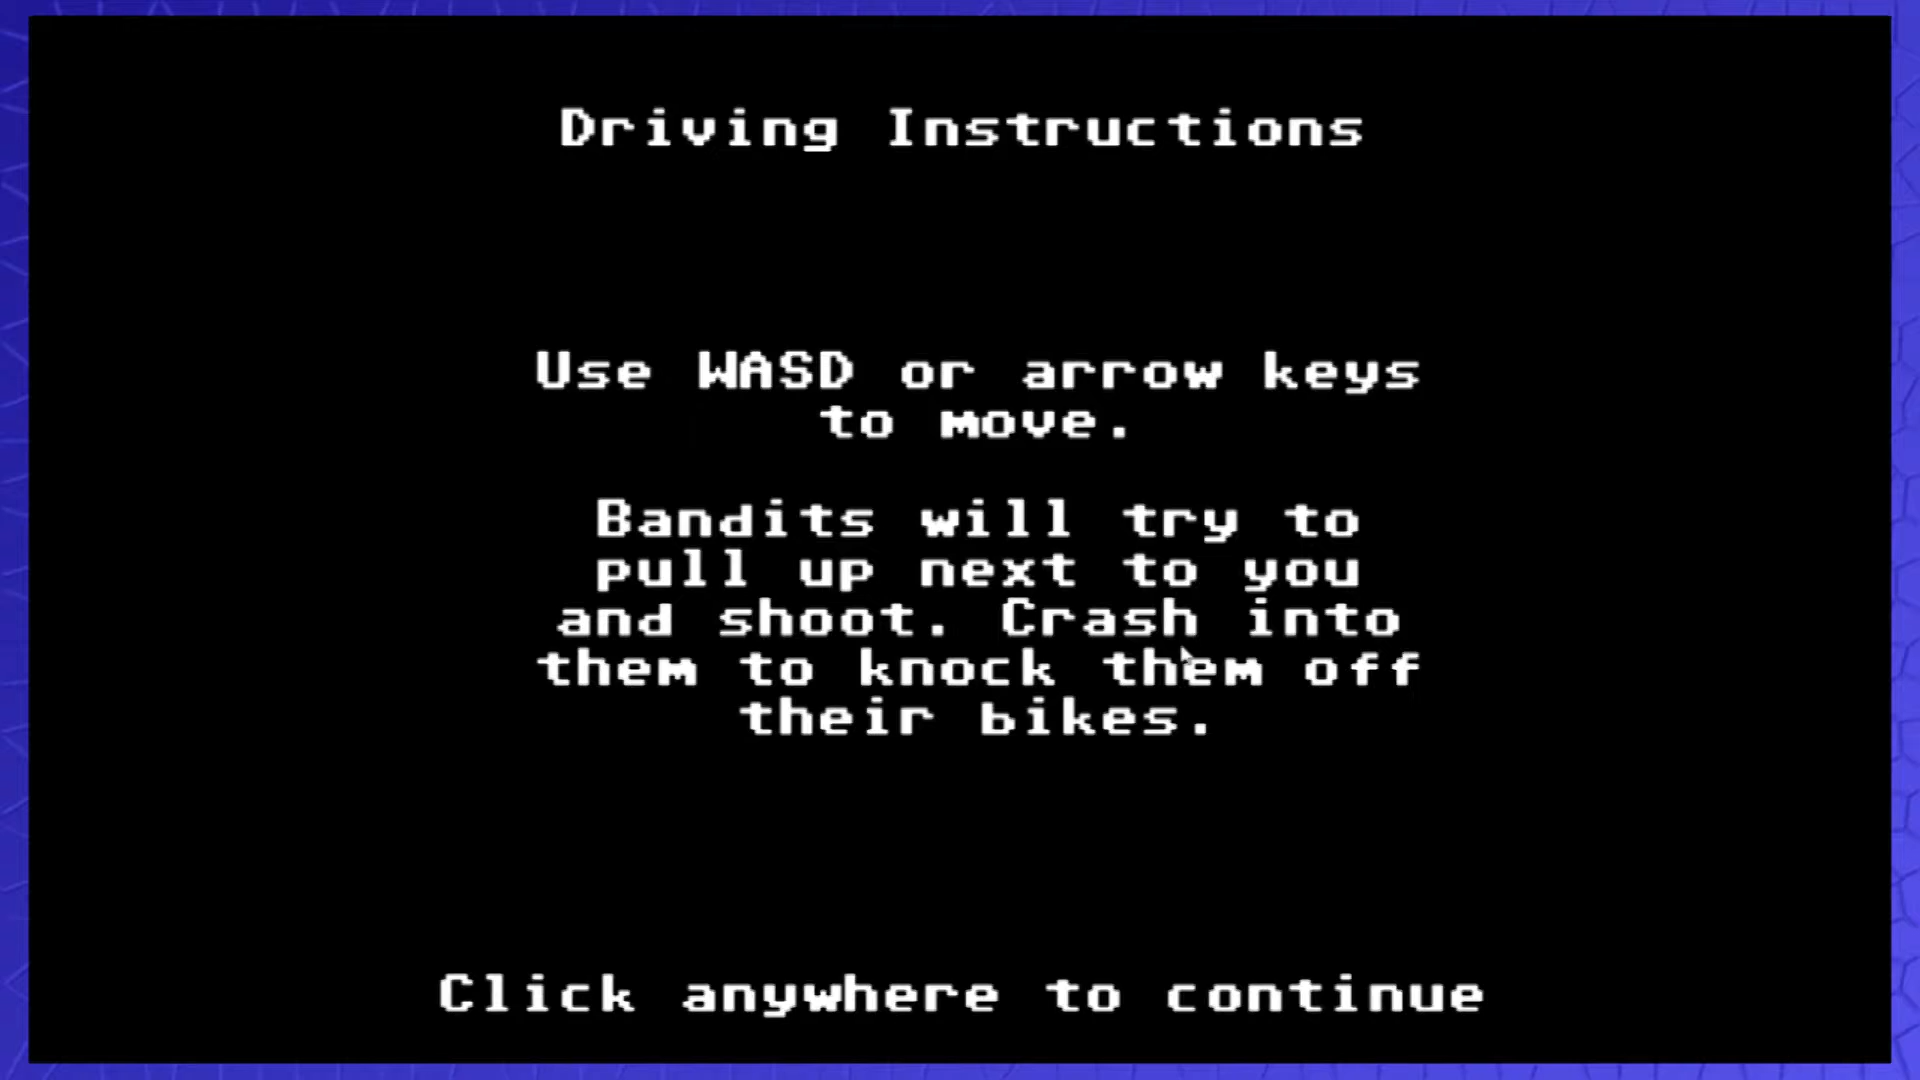 Driving Instructions
Use WASD or arrow keys
to move.
Bandits will try to
pull up next to you
and shoot. Crash into
them to knock them off
their bikes.
Click anywhere to continue